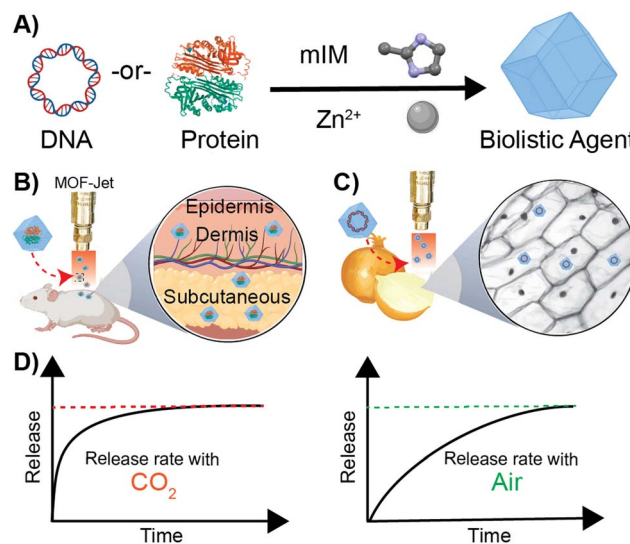 A)
DNA
-or-
Protein
mIM
Zn²⁺
Biolistic Agent
B)
MOF-Jet
Epidermis
Dermis
Subcutaneous
C)
D)
Release
Release rate with
CO₂
Time
Release
Release rate with
Air
Time